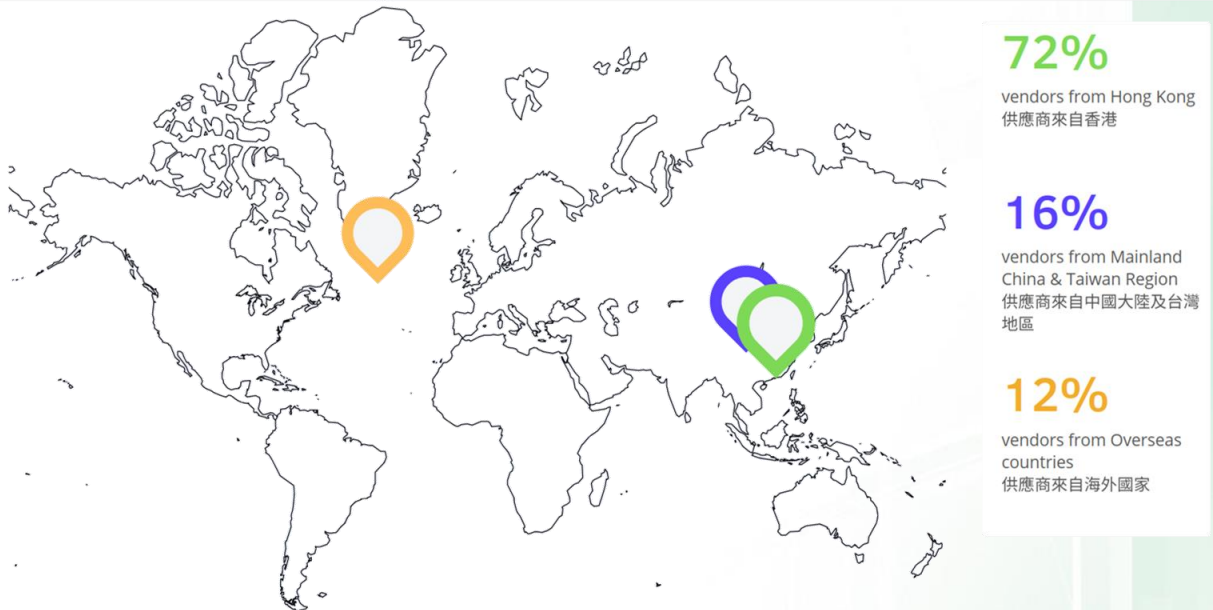 72%
vendors from Hong Kong
供應商來自香港
16%
vendors from Mainland
China & Taiwan Region
供應商來自中國大陸及台灣
地區
12%
vendors from Overseas
countries
供應商來自海外國家